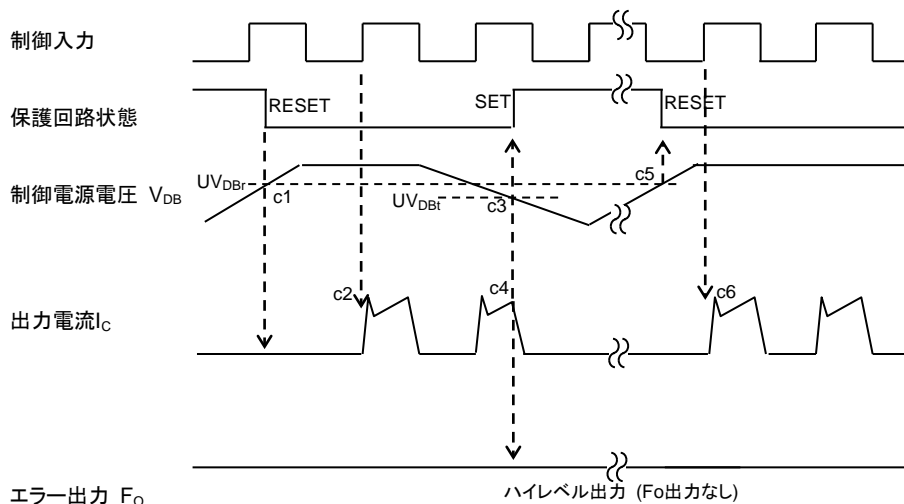 制御入力
保護回路状態
RESET
SET
RESET
制御電源電圧 VDB
UVDBr
c1
UVDBt
c3
c5
出力電流IC
c2
c4
c6
エラー出力 FO
ハイレベル出力 (Fo出力なし)